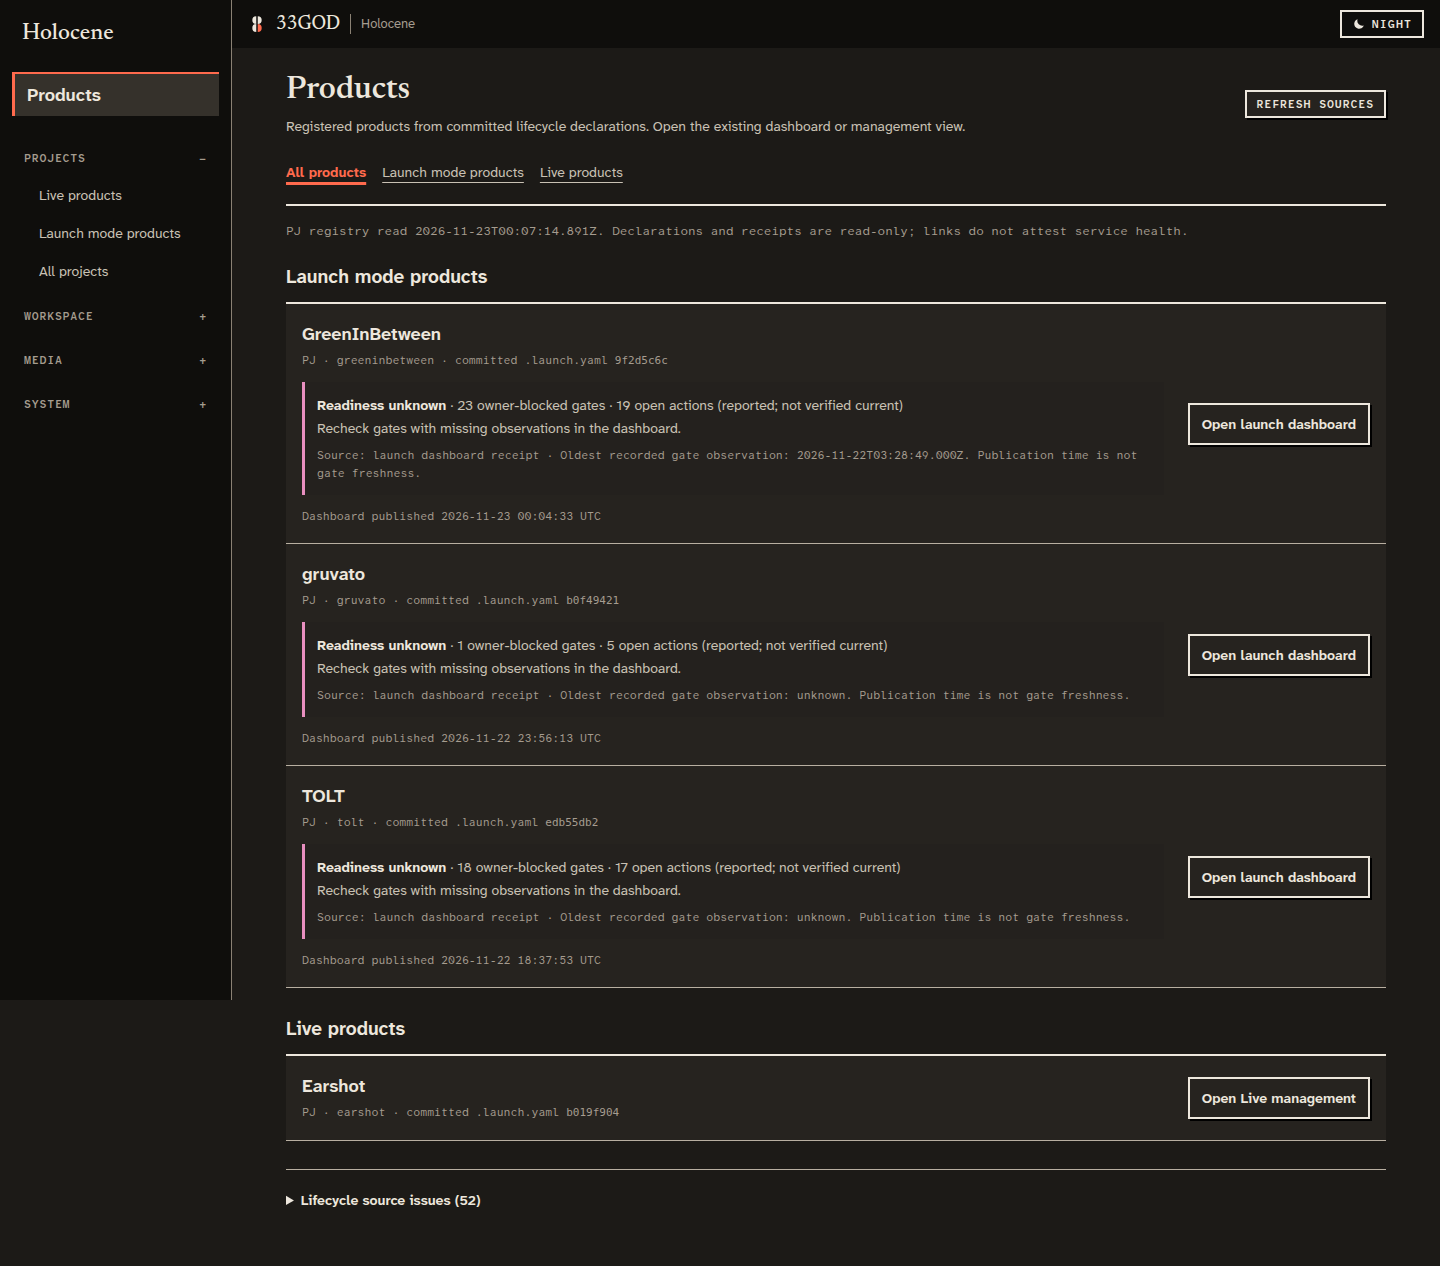 Holocene
Products
PROJECTS −
Live products
Launch mode products
All projects
WORKSPACE +
MEDIA +
SYSTEM +
33GOD | Holocene
NIGHT
Products
Registered products from committed lifecycle declarations. Open the existing dashboard or management view.
REFRESH SOURCES
All products Launch mode products Live products
PJ registry read 2026-11-23T00:07:14.891Z. Declarations and receipts are read-only; links do not attest service health.
Launch mode products
GreenInBetween
PJ · greeninbetween · committed .launch.yaml 9f2d5c6c
Readiness unknown · 23 owner-blocked gates · 19 open actions (reported; not verified current)
Recheck gates with missing observations in the dashboard.
Source: launch dashboard receipt · Oldest recorded gate observation: 2026-11-22T03:28:49.000Z. Publication time is not
gate freshness.
Dashboard published 2026-11-23 00:04:33 UTC
Open launch dashboard
gruvato
PJ · gruvato · committed .launch.yaml b0f49421
Readiness unknown · 1 owner-blocked gates · 5 open actions (reported; not verified current)
Recheck gates with missing observations in the dashboard.
Source: launch dashboard receipt · Oldest recorded gate observation: unknown. Publication time is not gate freshness.
Dashboard published 2026-11-22 23:56:13 UTC
Open launch dashboard
TOLT
PJ · tolt · committed .launch.yaml edb55db2
Readiness unknown · 18 owner-blocked gates · 17 open actions (reported; not verified current)
Recheck gates with missing observations in the dashboard.
Source: launch dashboard receipt · Oldest recorded gate observation: unknown. Publication time is not gate freshness.
Dashboard published 2026-11-22 18:37:53 UTC
Open launch dashboard
Live products
Earshot
PJ · earshot · committed .launch.yaml b019f904
Open Live management
Lifecycle source issues (52)